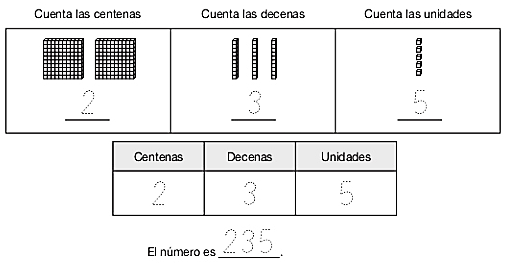 Cuenta las centenas Cuenta las decenas Cuenta las unidades
2 3 5
Centenas Decenas Unidades
2 3 5
El número es 235.